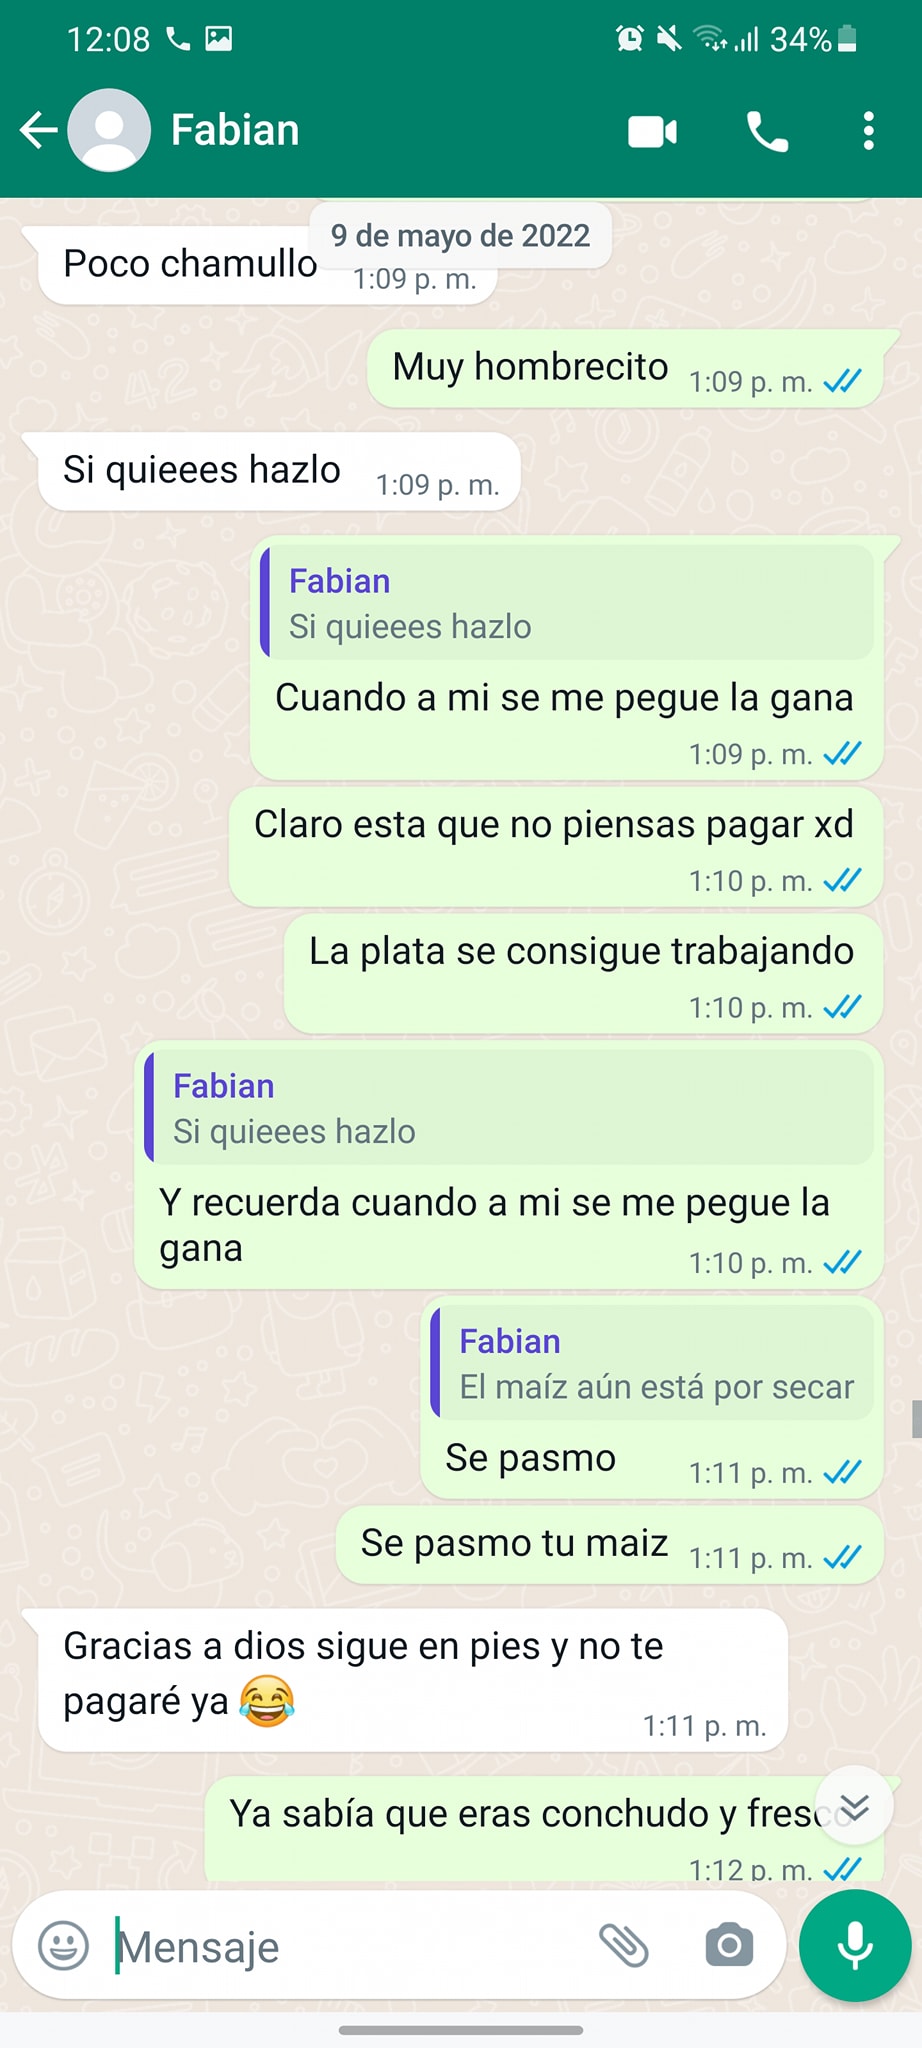 12:08
34%
Fabian
9 de mayo de 2022
Poco chamullo
1:09 p. m.
Muy hombrecito
1:09 p. m.
Si quieees hazlo
1:09 p. m.
Fabian
Si quieees hazlo
Cuando a mi se me pegue la gana
1:09 p. m.
Claro esta que no piensas pagar xd
1:10 p. m.
La plata se consigue trabajando
1:10 p. m.
Fabian
Si quieees hazlo
Y recuerda cuando a mi se me pegue la
gana
1:10 p. m.
Fabian
El maíz aún está por secar
Se pasmo
1:11 p. m.
Se pasmo tu maiz
1:11 p. m.
Gracias a dios sigue en pies y no te
pagaré ya 😂
1:11 p. m.
Ya sabía que eras conchudo y fresco
1:12 p. m.
Mensaje